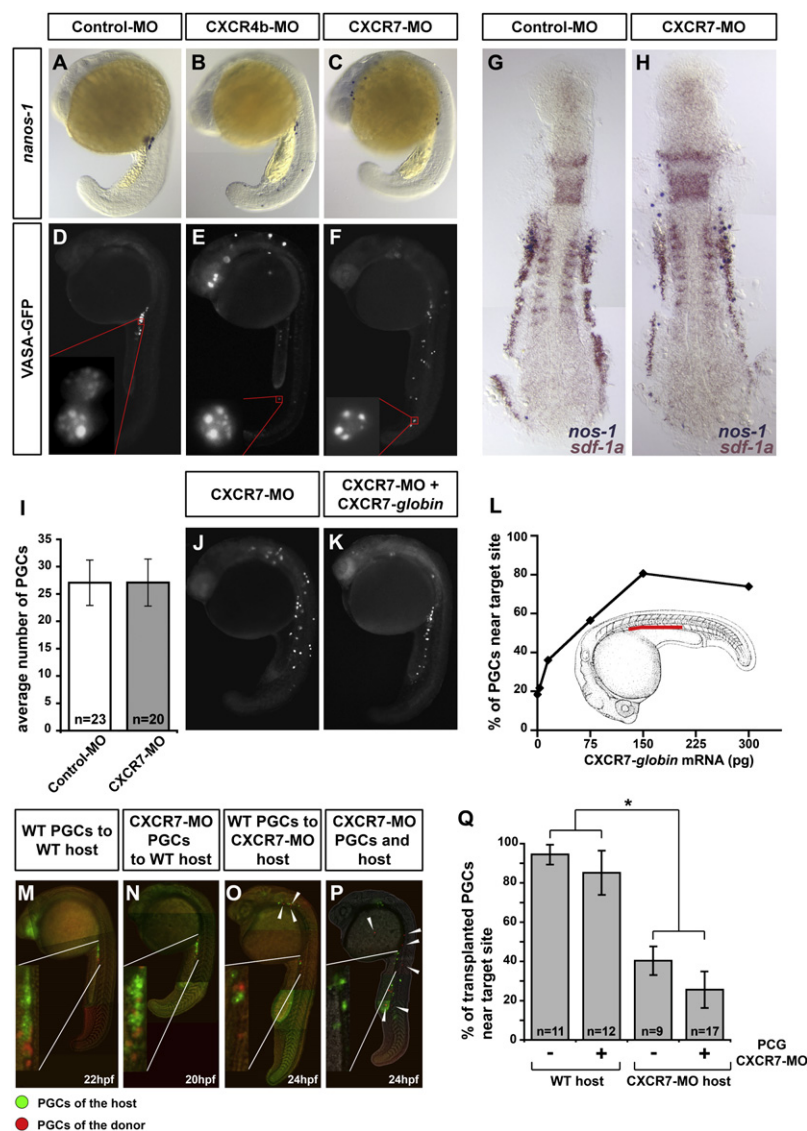 Control-MO
CXCR4b-MO
CXCR7-MO
Control-MO
CXCR7-MO
nanos-1
A
B
C
G
H
VASA-GFP
D
E
F
nos-1
sdf-1a
nos-1
sdf-1a
I
CXCR7-MO
CXCR7-MO +
CXCR7-globin
average number of PGCs
35
30
25
20
15
10
5
0
n=23
n=20
Control-MO
CXCR7-MO
J
K
L
% of PGCs near target site
100
80
60
40
20
0
0
75
150
225
300
CXCR7-globin mRNA (pg)
WT PGCs to
WT host
CXCR7-MO
PGCs
to WT host
WT PGCs to
CXCR7-MO
host
CXCR7-MO
PGCs and
host
M
N
O
P
22hpf
20hpf
24hpf
24hpf
PGCs of the host
PGCs of the donor
Q
*
% of transplanted PGCs
near target site
100
80
60
40
20
0
n=11
n=12
n=9
n=17
- + - +
PCG
CXCR7-MO
WT host
CXCR7-MO host